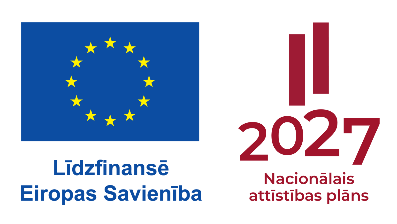 Līdzfinansē
Eiropas Savienība
2027
Nacionālais
attīstības plāns